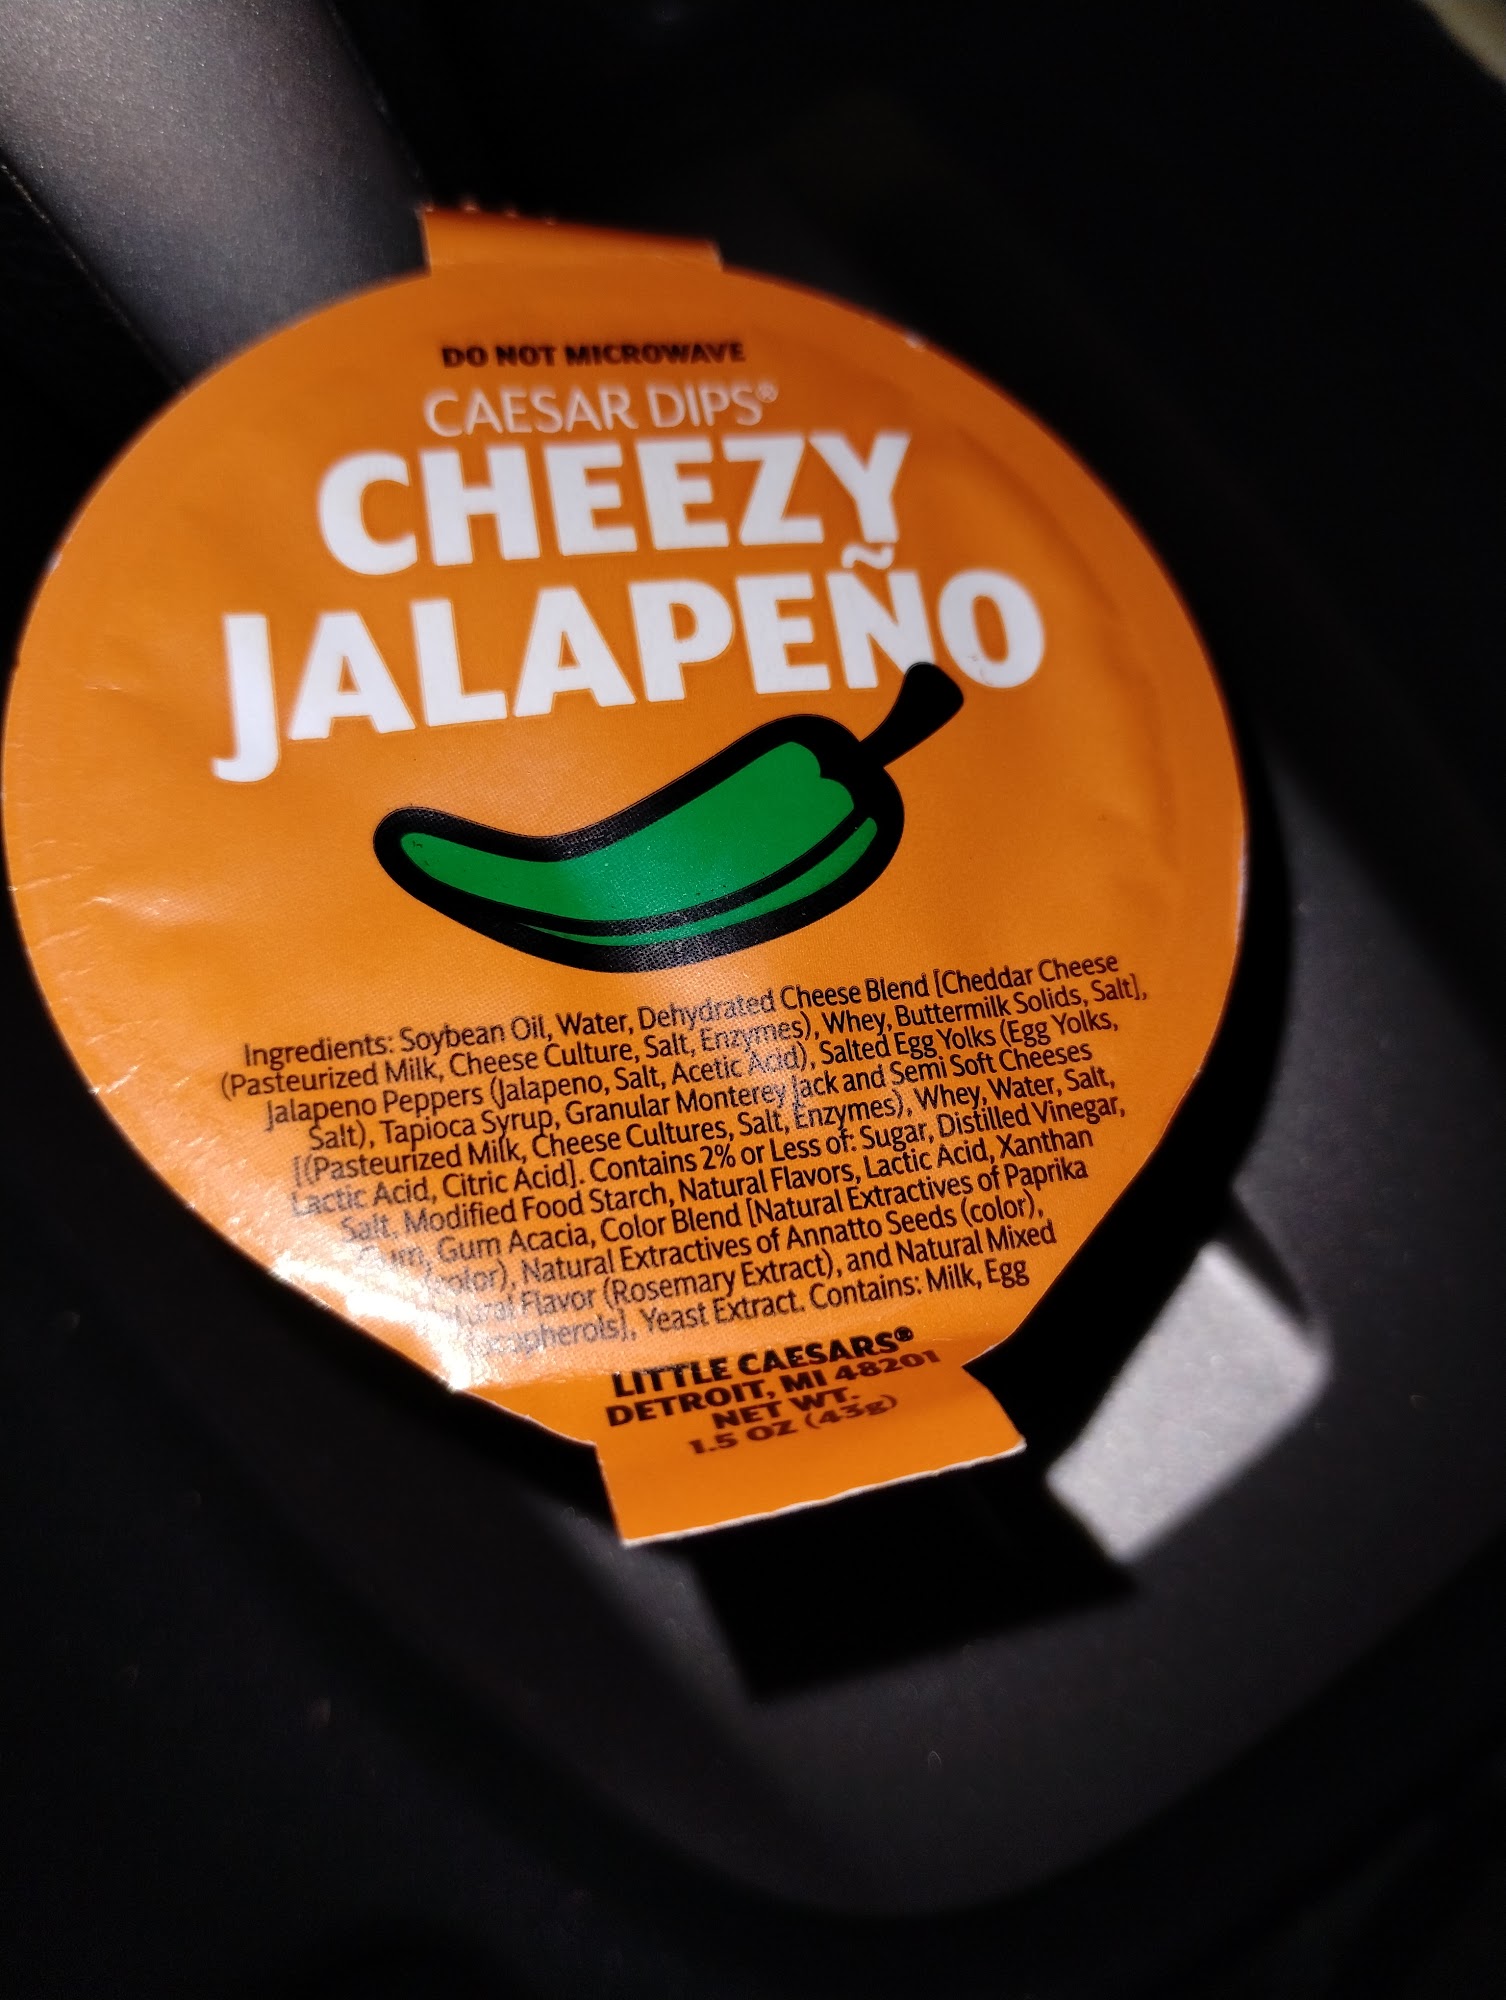 DO NOT MICROWAVE
CAESAR DIPS®
CHEEZY
JALAPEÑO
Ingredients: Soybean Oil, Water, Dehydrated Cheese Blend [Cheddar Cheese
(Pasteurized Milk, Cheese Culture, Salt, Enzymes), Whey, Buttermilk Solids, Salt],
Jalapeno Peppers (Jalapeno, Salt, Acetic Acid), Salted Egg Yolks (Egg Yolks,
Salt), Tapioca Syrup, Granular Monterey Jack and Semi Soft Cheeses
[(Pasteurized Milk, Cheese Cultures, Salt, Enzymes), Whey, Water, Salt,
Lactic Acid, Citric Acid]. Contains 2% or Less of: Sugar, Distilled Vinegar,
Salt, Modified Food Starch, Natural Flavors, Lactic Acid, Xanthan
Gum, Gum Acacia, Color Blend [Natural Extractives of Paprika
(color), Natural Extractives of Annatto Seeds (color),
Natural Flavor (Rosemary Extract), and Natural Mixed
Yeast Extract. Contains: Milk, Egg
LITTLE CAESARS®
DETROIT, MI 48201
NET WT.
1.5 OZ (43g)